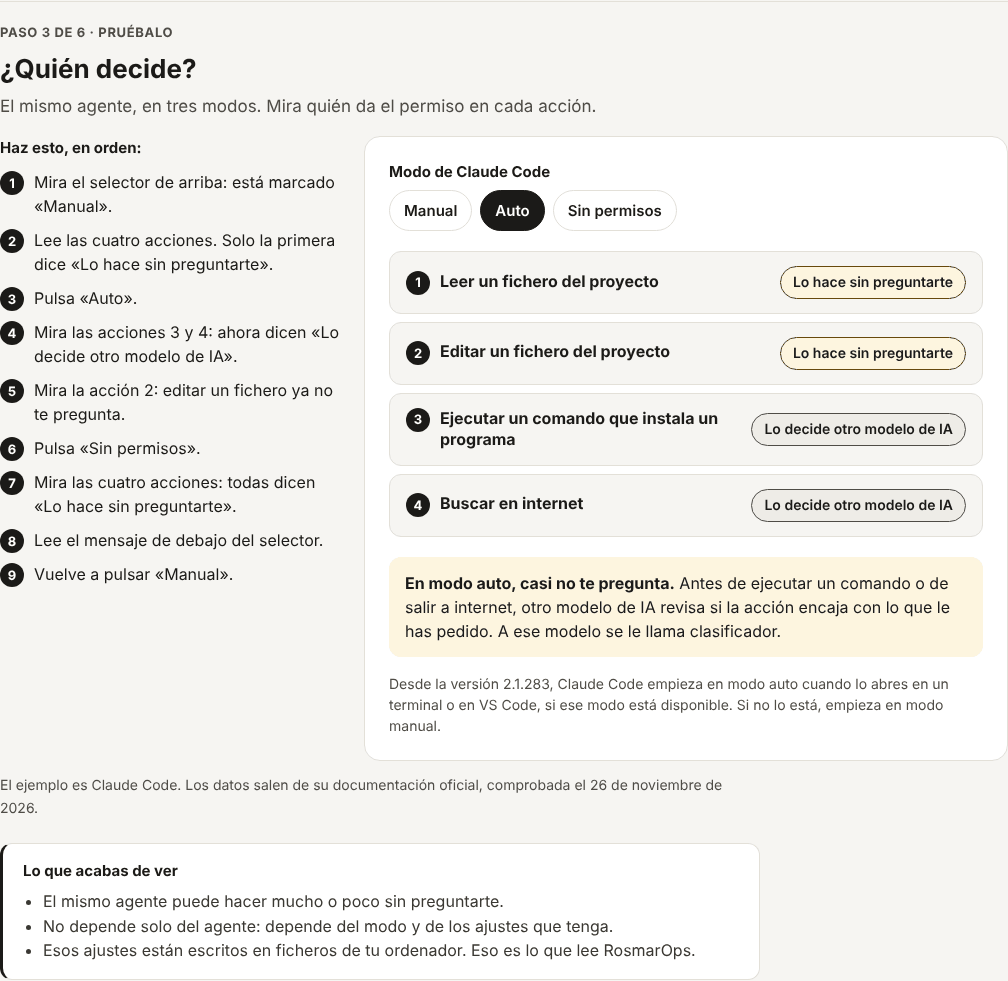 PASO 3 DE 6 · PRUÉBALO
¿Quién decide?
El mismo agente, en tres modos. Mira quién da el permiso en cada acción.
Haz esto, en orden:
1 Mira el selector de arriba: está marcado
«Manual».
2 Lee las cuatro acciones. Solo la primera
dice «Lo hace sin preguntarte».
3 Pulsa «Auto».
4 Mira las acciones 3 y 4: ahora dicen «Lo
decide otro modelo de IA».
5 Mira la acción 2: editar un fichero ya no
te pregunta.
6 Pulsa «Sin permisos».
7 Mira las cuatro acciones: todas dicen
«Lo hace sin preguntarte».
8 Lee el mensaje de debajo del selector.
9 Vuelve a pulsar «Manual».
Modo de Claude Code
Manual Auto Sin permisos
1 Leer un fichero del proyecto Lo hace sin preguntarte
2 Editar un fichero del proyecto Lo hace sin preguntarte
3 Ejecutar un comando que instala un
programa
Lo decide otro modelo de IA
4 Buscar en internet Lo decide otro modelo de IA
En modo auto, casi no te pregunta. Antes de ejecutar un comando o de
salir a internet, otro modelo de IA revisa si la acción encaja con lo que le
has pedido. A ese modelo se le llama clasificador.
Desde la versión 2.1.283, Claude Code empieza en modo auto cuando lo abres en un
terminal o en VS Code, si ese modo está disponible. Si no lo está, empieza en modo
manual.
El ejemplo es Claude Code. Los datos salen de su documentación oficial, comprobada el 26 de noviembre de
2026.
Lo que acabas de ver
• El mismo agente puede hacer mucho o poco sin preguntarte.
• No depende solo del agente: depende del modo y de los ajustes que tenga.
• Esos ajustes están escritos en ficheros de tu ordenador. Eso es lo que lee RosmarOps.